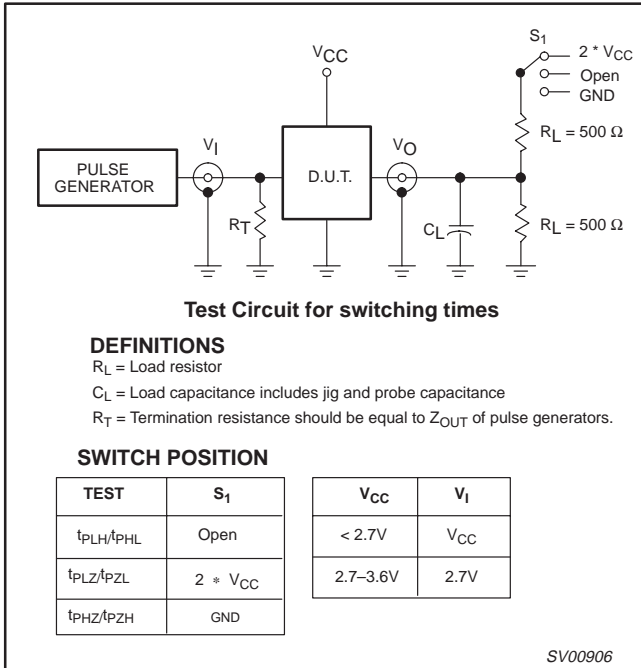 S1
2 * VCC
Open
GND
VCC
RL = 500 Ω
VI
VO
PULSE
GENERATOR
D.U.T.
RT
CL
RL = 500 Ω
Test Circuit for switching times
DEFINITIONS
RL = Load resistor
CL = Load capacitance includes jig and probe capacitance
RT = Termination resistance should be equal to ZOUT of pulse generators.
SWITCH POSITION
TEST S1
tPLH/tPHL Open
tPLZ/tPZL 2 * VCC
tPHZ/tPZH GND
VCC VI
< 2.7V VCC
2.7–3.6V 2.7V
SV00906